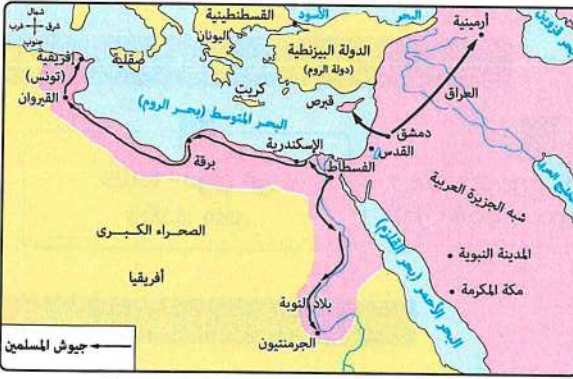 شمال
شرق
غرب
جنوب
القسطنطينية
البحر
الأسود
أرمينية
بحر قزوين
اليونان
الدولة البيزنطية
(دولة الروم)
إفريقية
(تونس)
صقلية
كريت
قبرص
العراق
القيروان
البحر المتوسط (بحر الروم)
دمشق
القدس
الإسكندرية
برقة
الفسطاط
شبه الجزيرة العربية
الصحراء الكبرى
أفريقيا
البحر الأحمر (بحر القلزم)
المدينة النبوية
مكة المكرمة
بلاد النوبة
الجرمنتيون
جيوش المسلمين